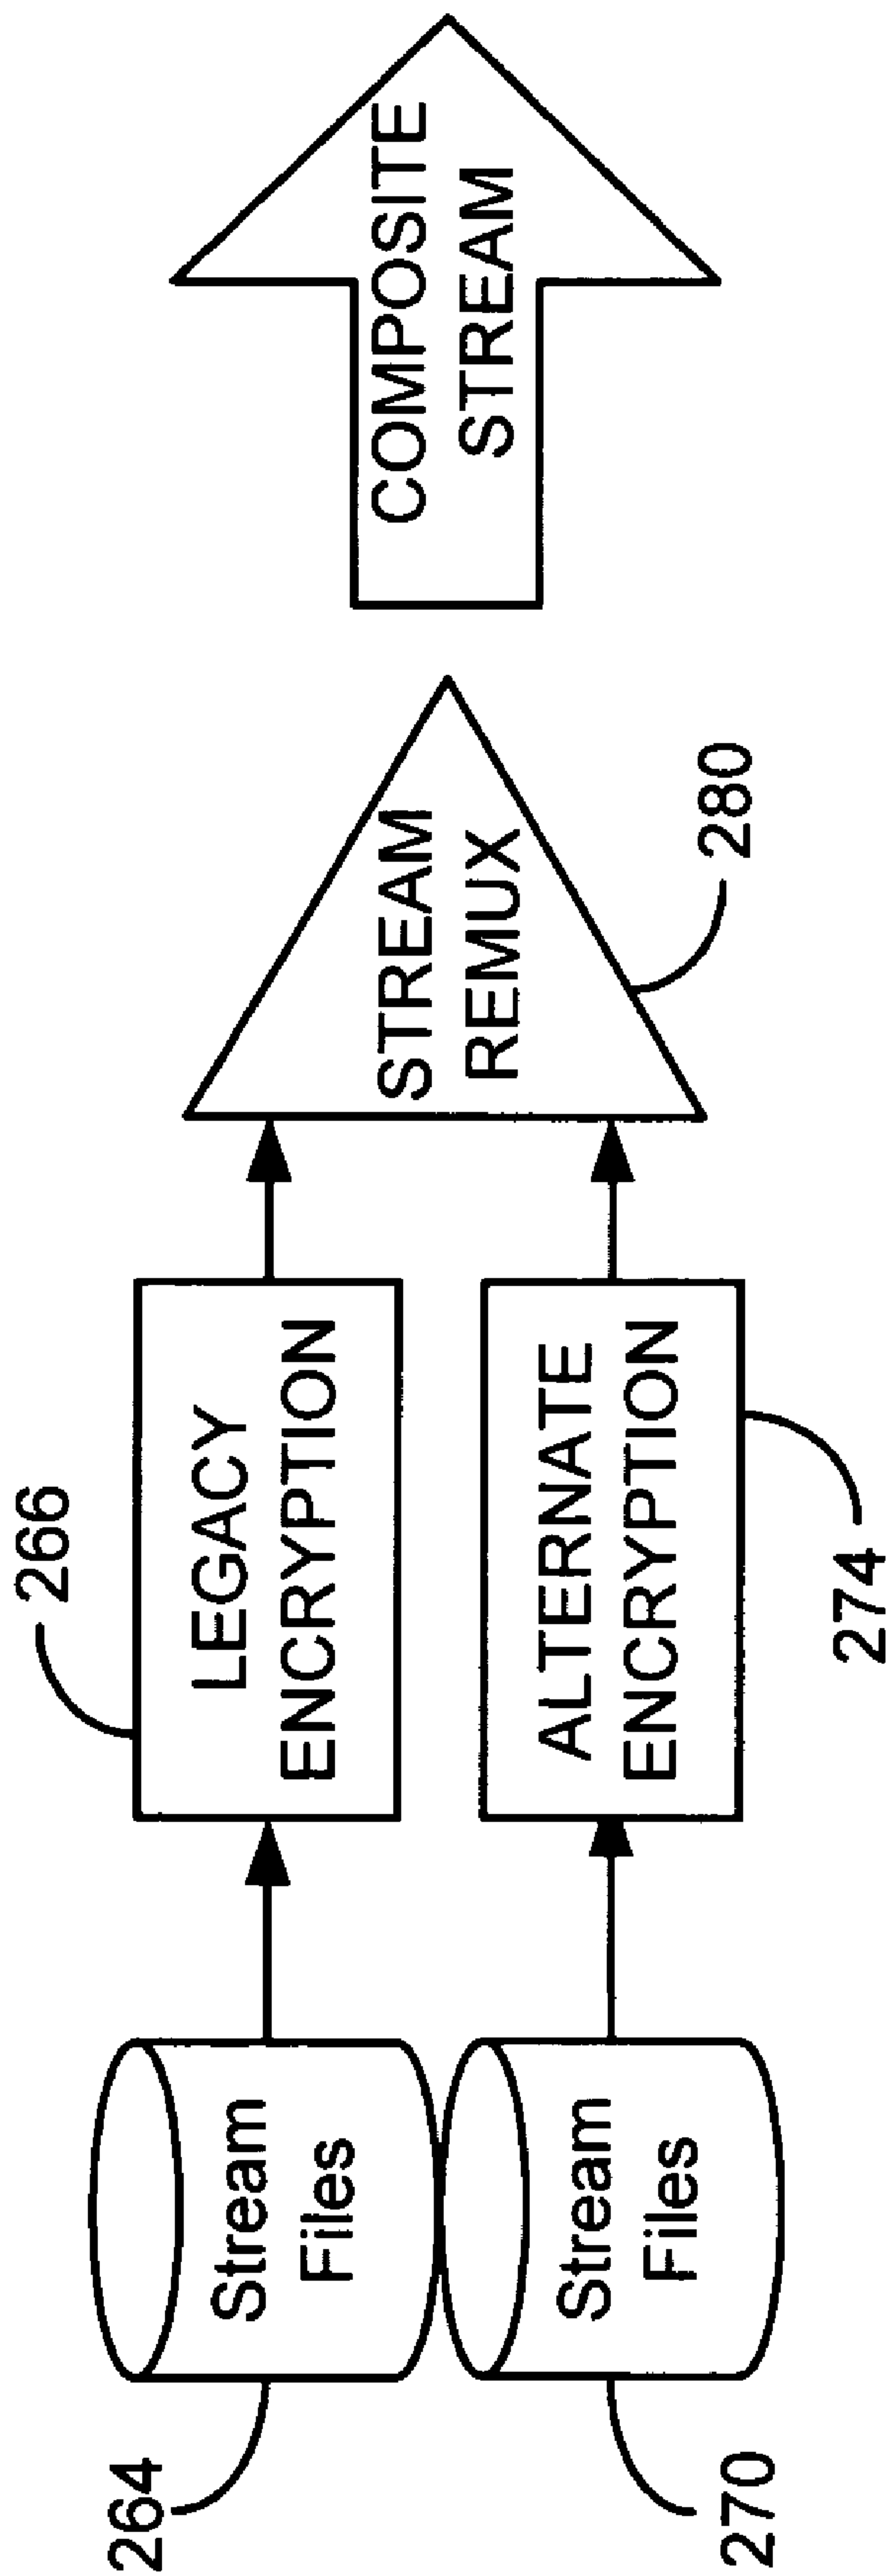 264
Stream
Files
270
Stream
Files
266
LEGACY
ENCRYPTION
ALTERNATE
ENCRYPTION
274
STREAM
REMUX
280
COMPOSITE
STREAM